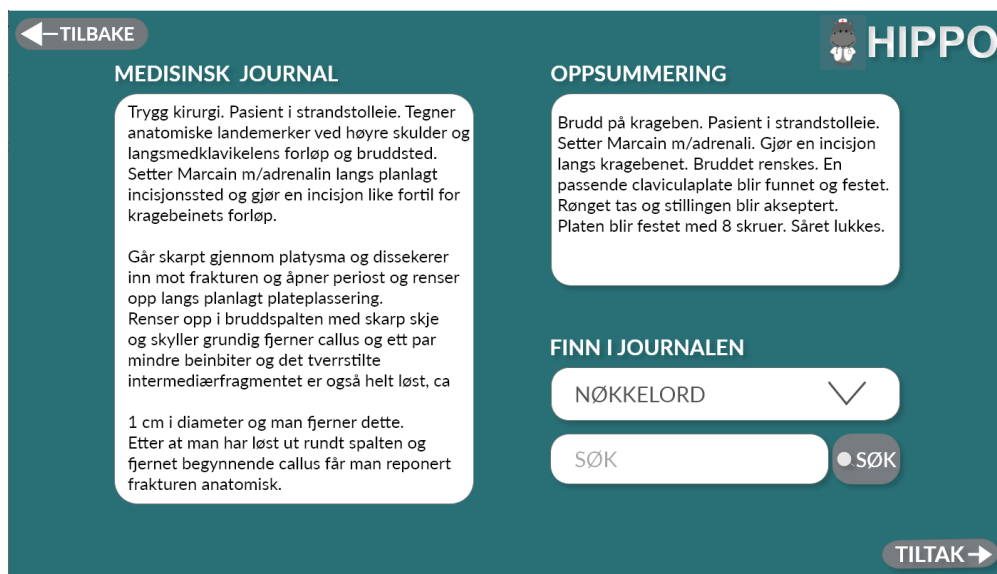 TILBAKE
HIPPO
MEDISINSK JOURNAL
Trygg kirurgi. Pasient i strandstolleie. Tegner
anatomiske landemerker ved høyre skulder og
langsmedklavikelens forløp og bruddsted.
Setter Marcain m/adrenalin langs planlagt
incisjonssted og gjør en incisjon like fortil for
kragebeinets forløp.
Går skarpt gjennom platysma og dissekerer
inn mot frakturen og åpner periost og renser
opp langs planlagt plateplassering.
Renser opp i bruddspalten med skarp skje
og skyller grundig fjerner callus og ett par
mindre beinbiter og det tverrstilte
intermediærfragmentet er også helt løst, ca
1 cm i diameter og man fjerner dette.
Etter at man har løst ut rundt spalten og
fjernet begynnende callus får man reponert
frakturen anatomisk.
OPPSUMMERING
Brudd på krageben. Pasient i strandstolleie.
Setter Marcain m/adrenali. Gjør en incisjon
langs kragebenet. Bruddet renskes. En
passende claviculaplate blir funnet og festet.
Rønget tas og stillingen blir akseptert.
Platen blir festet med 8 skruer. Såret lukkes.
FINN I JOURNALEN
NØKKELORD
SØK
SØK
TILTAK